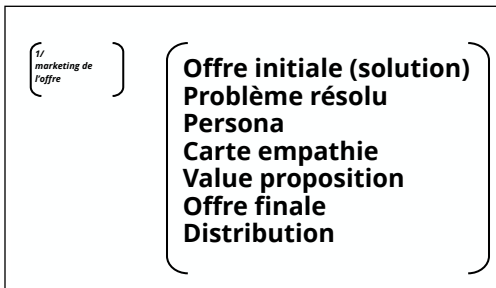 1/
marketing de
l'offre
Offre initiale (solution)
Problème résolu
Persona
Carte empathie
Value proposition
Offre finale
Distribution